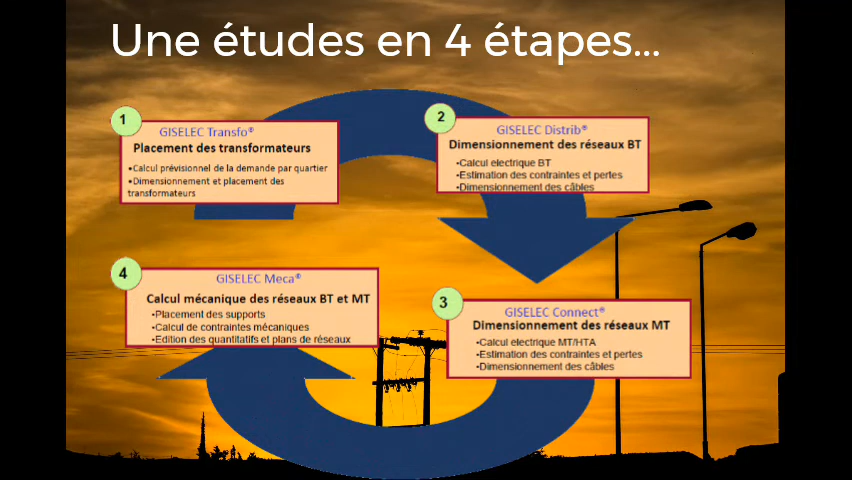 Une études en 4 étapes...
1
GISELEC Transfo®
Placement des transformateurs
•Calcul prévisionnel de la demande par quartier
•Dimensionnement et placement des
transformateurs
2
GISELEC Distrib®
Dimensionnement des réseaux BT
•Calcul electrique BT
•Estimation des contraintes et pertes
•Dimensionnement des câbles
3
GISELEC Connect®
Dimensionnement des réseaux MT
•Calcul electrique MT/HTA
•Estimation des contraintes et pertes
•Dimensionnement des câbles
4
GISELEC Meca®
Calcul mécanique des réseaux BT et MT
•Placement des supports
•Calcul de contraintes mécaniques
•Edition des quantitatifs et plans de réseaux